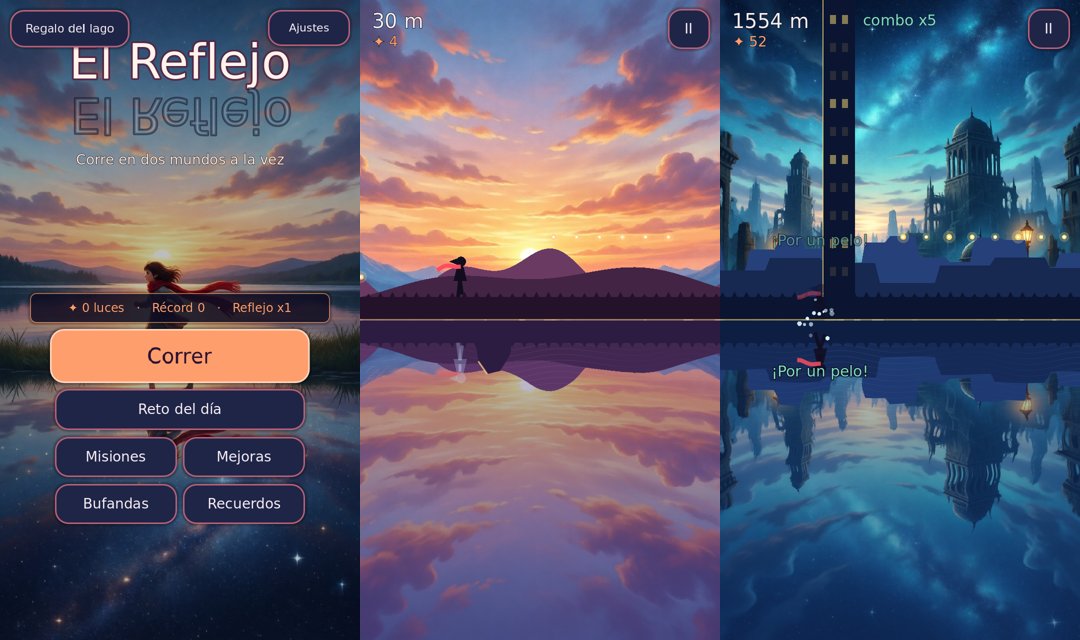 Regalo del lago
Ajustes
El Reflejo
El Reflejo
Corre en dos mundos a la vez
✦ 0 luces · Récord 0 · Reflejo x1
Correr
Reto del día
Misiones
Mejoras
Bufandas
Recuerdos
30 m
✦ 4
II
1554 m
✦ 52
combo x5
II
¡Por un pelo!
¡Por un pelo!